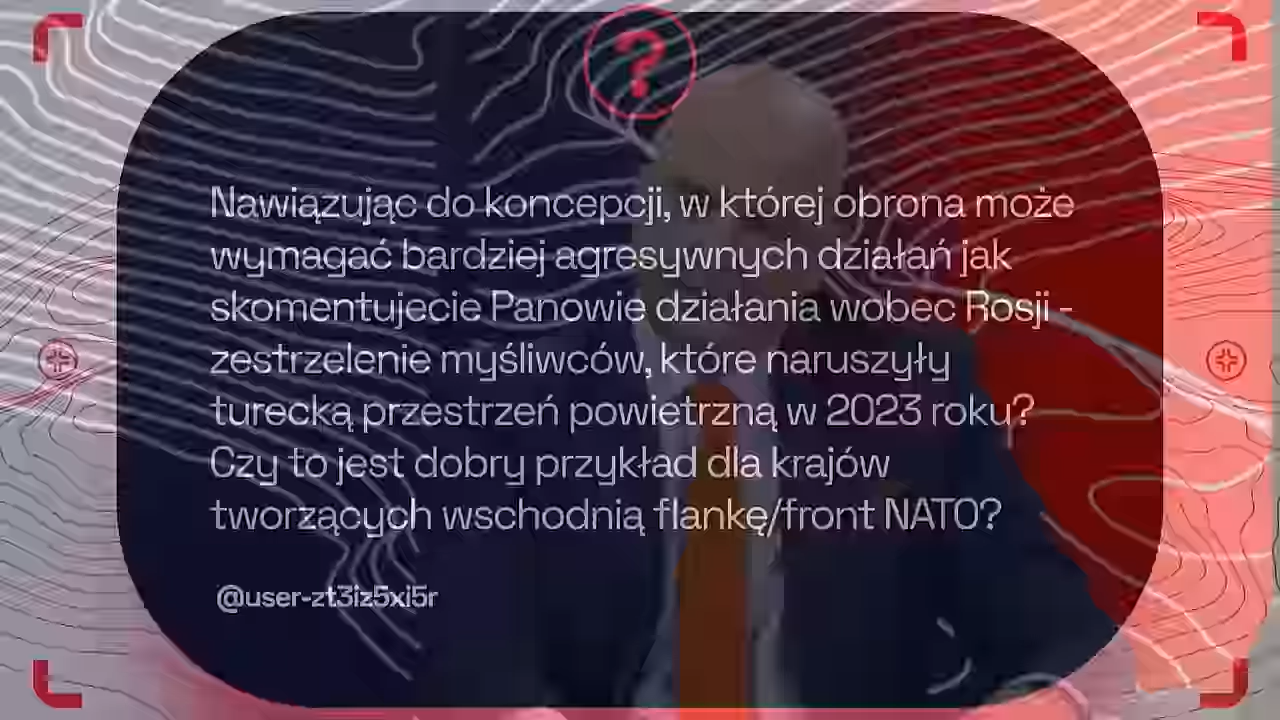 ?
Nawiązując do koncepcji, w której obrona może
wymagać bardziej agresywnych działań jak
skomentujecie Panowie działania wobec Rosji -
zestrzelenie myśliwców, które naruszyły
turecką przestrzeń powietrzną w 2023 roku?
Czy to jest dobry przykład dla krajów
tworzących wschodnią flankę/front NATO?
@user-zt3iz5xi5r